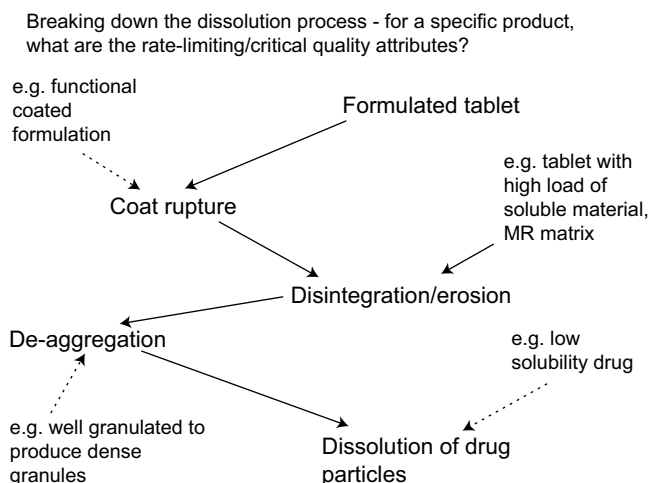 Breaking down the dissolution process - for a specific product,
what are the rate-limiting/critical quality attributes?
e.g. functional
coated
formulation
Formulated tablet
e.g. tablet with
high load of
soluble material,
MR matrix
Coat rupture
Disintegration/erosion
De-aggregation
e.g. low
solubility drug
e.g. well granulated to
produce dense
granules
Dissolution of drug
particles